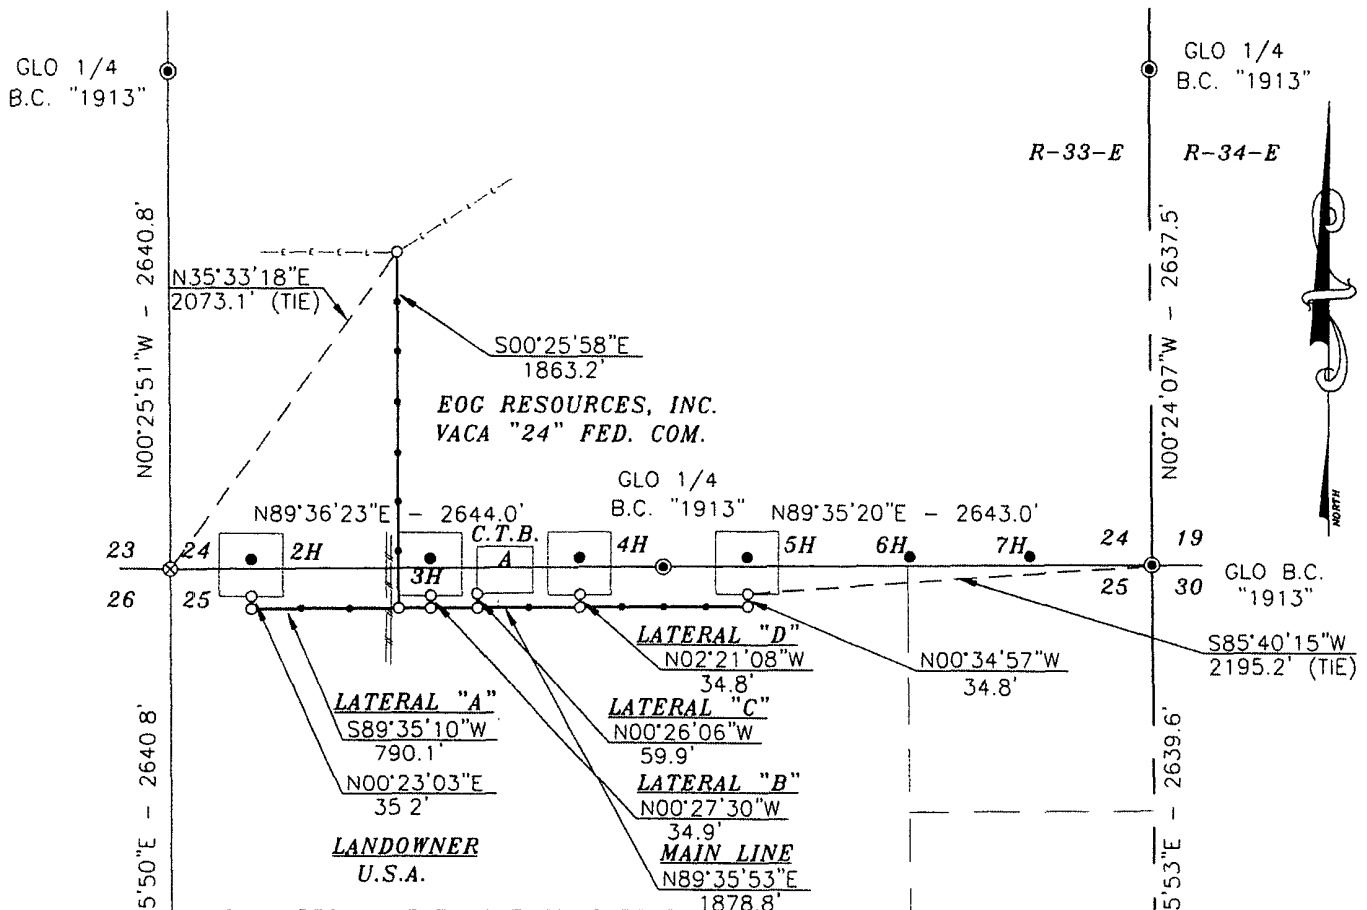 GLO 1/4
B.C. "1913"
GLO 1/4
B.C. "1913"
R-33-E
R-34-E
N00°25'51"W - 2640.8'
N00°24'07"W - 2637.5'
NORTH
N35°33'18"E
2073.1' (TIE)
S00°25'58"E
1863.2'
EOG RESOURCES, INC.
VACA "24" FED. COM.
GLO 1/4
B.C. "1913"
N89°36'23"E - 2644.0'
N89°35'20"E - 2643.0'
C.T.B.
A
23
24
2H
3H
4H
5H
6H
7H
24
19
26
25
25
30
GLO B.C.
"1913"
S85°40'15"W
2195.2' (TIE)
LATERAL "D"
N02°21'08"W
34.8'
N00°34'57"W
34.8'
LATERAL "A"
S89°35'10"W
790.1'
N00°23'03"E
35 2'
LATERAL "C"
N00°26'06"W
59.9'
LATERAL "B"
N00°27'30"W
34.9'
MAIN LINE
N89°35'53"E
1878.8'
LANDOWNER
U.S.A.
5'50"E - 2640 8'
5'53"E - 2639.6'